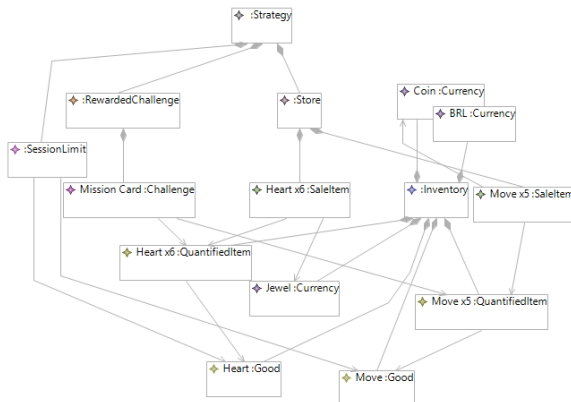 :Strategy
Coin :Currency
:RewardedChallenge
:Store
BRL :Currency
:SessionLimit
Mission Card :Challenge
Heart x6 :SaleItem
:Inventory
Move x5 :SaleItem
Heart x6 :QuantifiedItem
Jewel :Currency
Move x5 :QuantifiedItem
Heart :Good
Move :Good